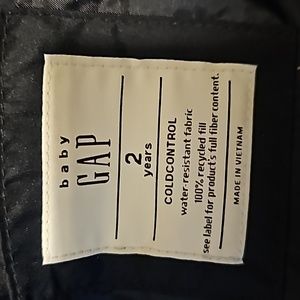 baby
GAP
2
years
COLDCONTROL
water-resistant fabric
100% recycled fill
see label for product's full fiber content.
MADE IN VIETNAM